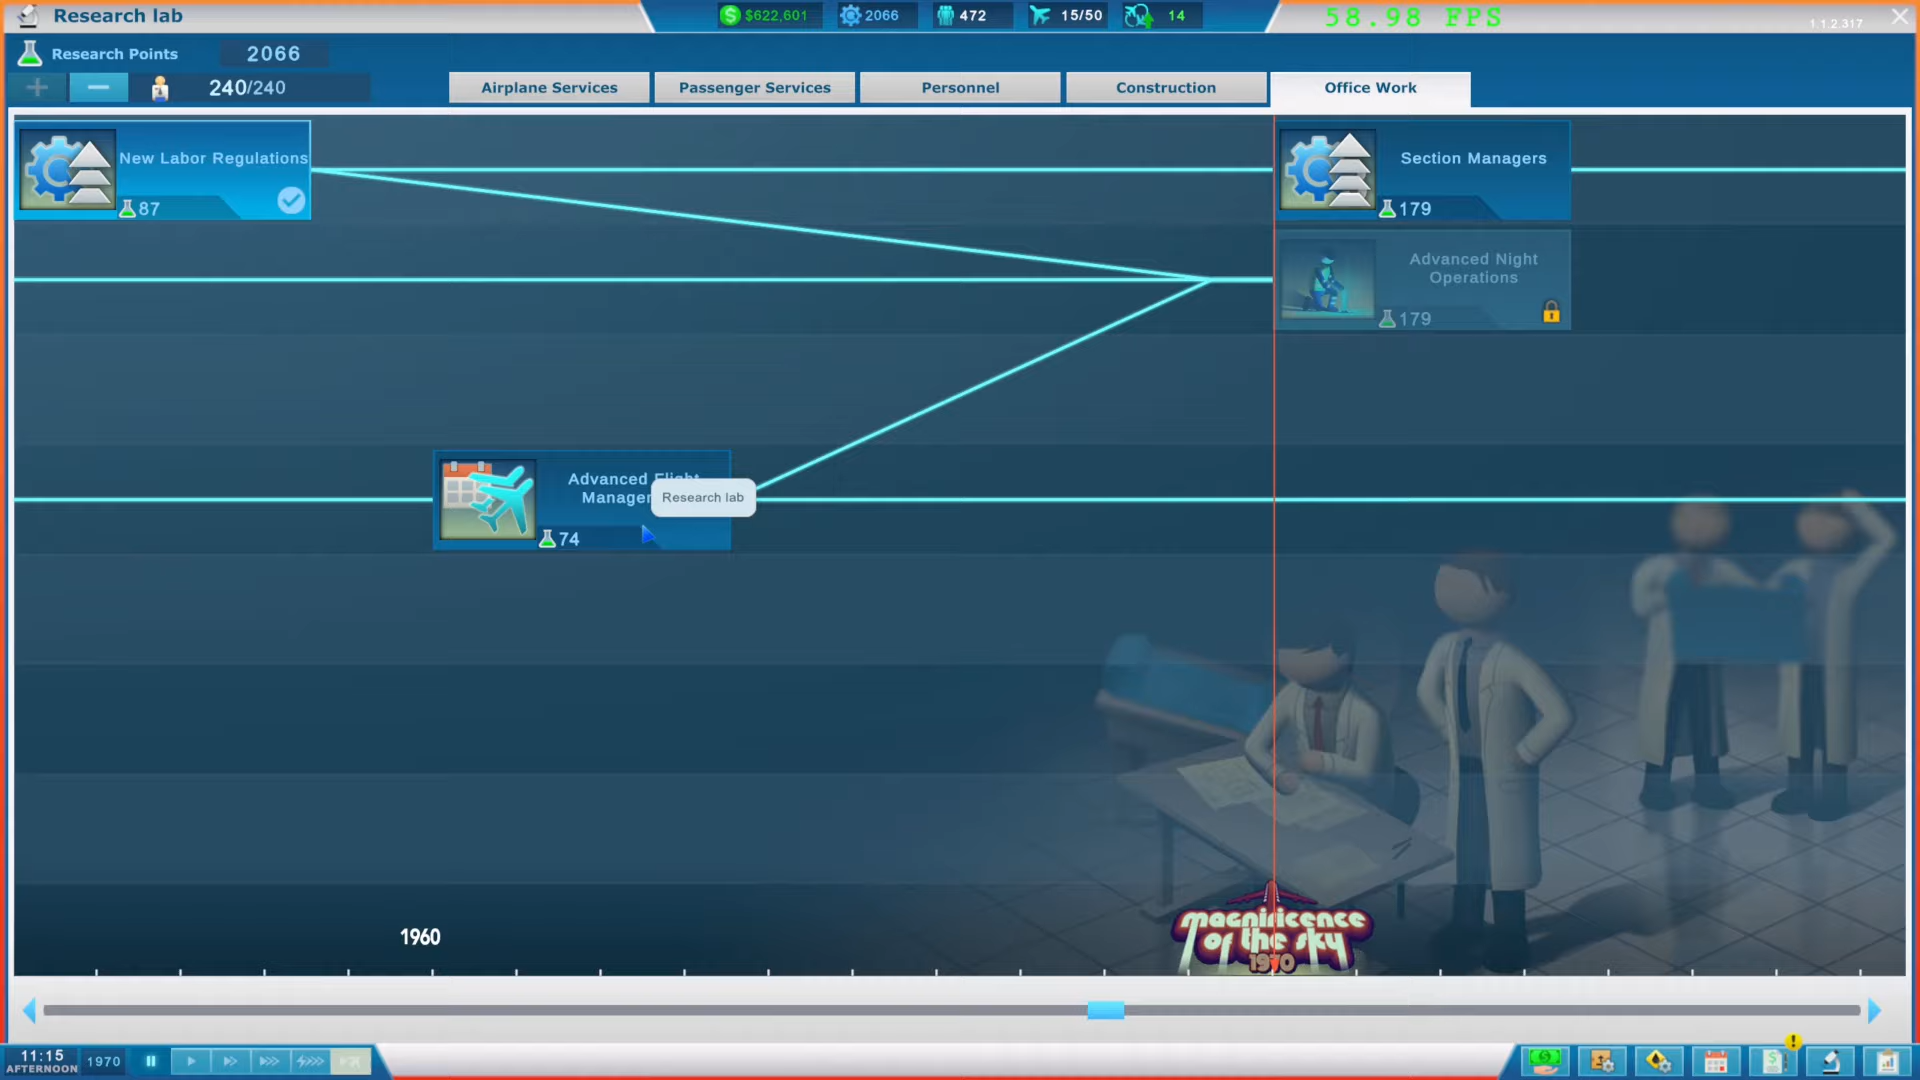 Research lab
$622,601
2066
472
15/50
14
58.98 FPS
1.1.2.317
Research Points
2066
240/240
Airplane Services
Passenger Services
Personnel
Construction
Office Work
New Labor Regulations
87
Section Managers
179
Advanced Night
Operations
179
Advanced Flight
Manager
Research lab
74
1960
magnificence
of the sky
1970
11:15
AFTERNOON
1970